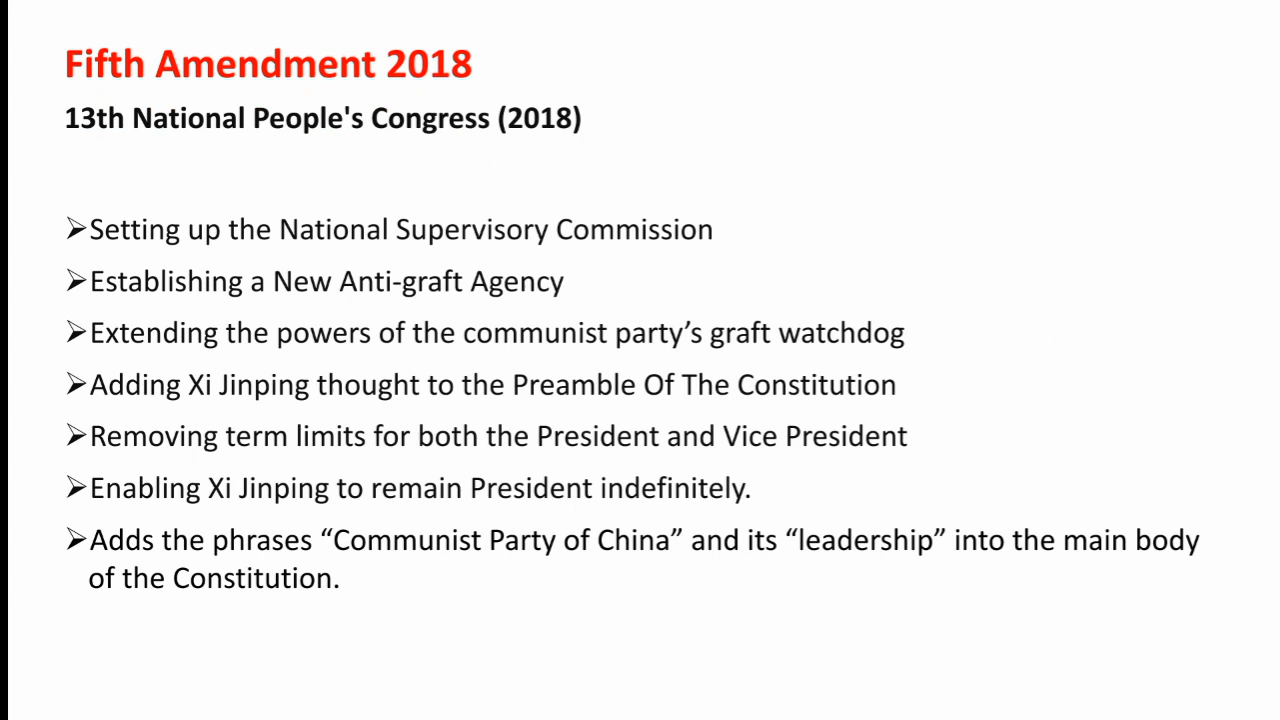 Fifth Amendment 2018
13th National People's Congress (2018)
➢Setting up the National Supervisory Commission
➢Establishing a New Anti-graft Agency
➢Extending the powers of the communist party’s graft watchdog
➢Adding Xi Jinping thought to the Preamble Of The Constitution
➢Removing term limits for both the President and Vice President
➢Enabling Xi Jinping to remain President indefinitely.
➢Adds the phrases “Communist Party of China” and its “leadership” into the main body
of the Constitution.